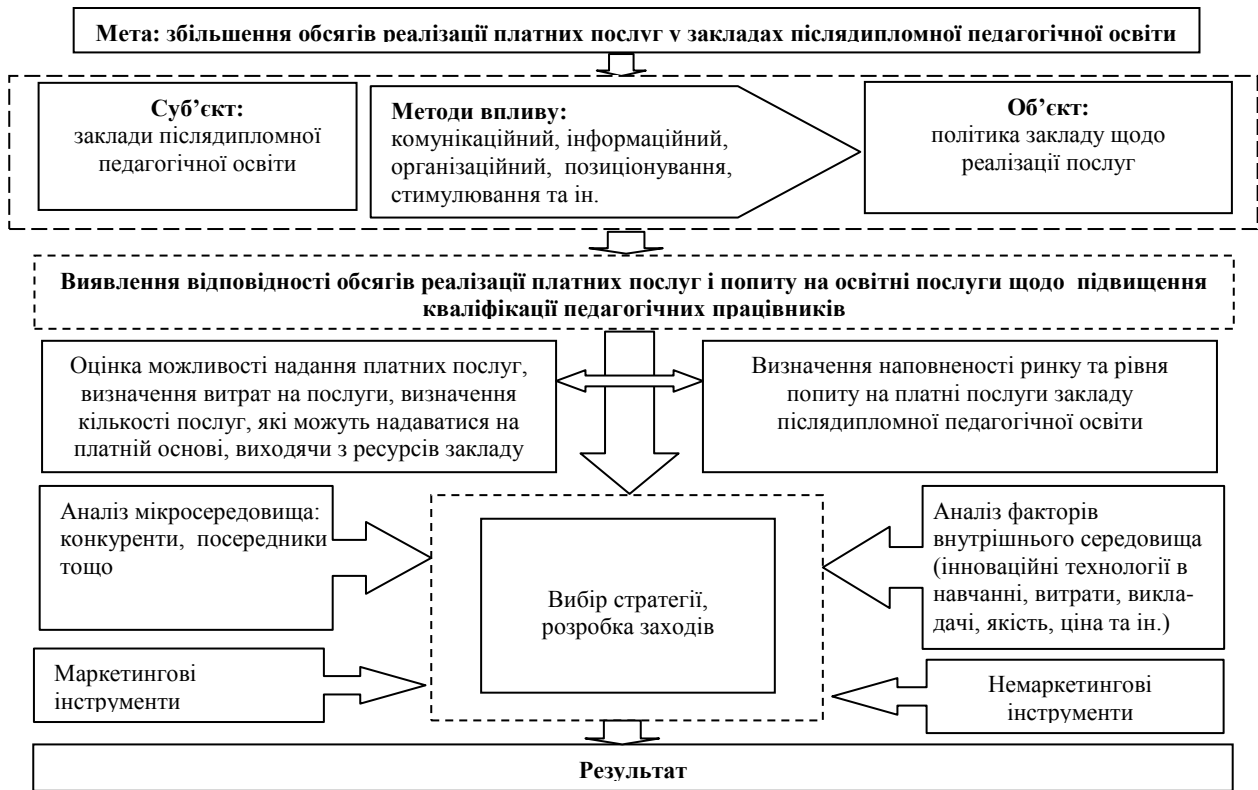 Мета: збільшення обсягів реалізації платних послуг у закладах післядипломної педагогічної освіти
Суб’єкт:
заклади післядипломної
педагогічної освіти
Методи впливу:
комунікаційний, інформаційний,
організаційний, позиціонування,
стимулювання та ін.
Об’єкт:
політика закладу щодо
реалізації послуг
Виявлення відповідності обсягів реалізації платних послуг і попиту на освітні послуги щодо підвищення
кваліфікації педагогічних працівників
Оцінка можливості надання платних послуг,
визначення витрат на послуги, визначення
кількості послуг, які можуть надаватися на
платній основі, виходячи з ресурсів закладу
Визначення наповненості ринку та рівня
попиту на платні послуги закладу
післядипломної педагогічної освіти
Аналіз мікросередовища:
конкуренти, посередники
тощо
Вибір стратегії,
розробка заходів
Аналіз факторів
внутрішнього середовища
(інноваційні технології в
навчанні, витрати, викла-
дачі, якість, ціна та ін.)
Маркетингові
інструменти
Немаркетингові
інструменти
Результат